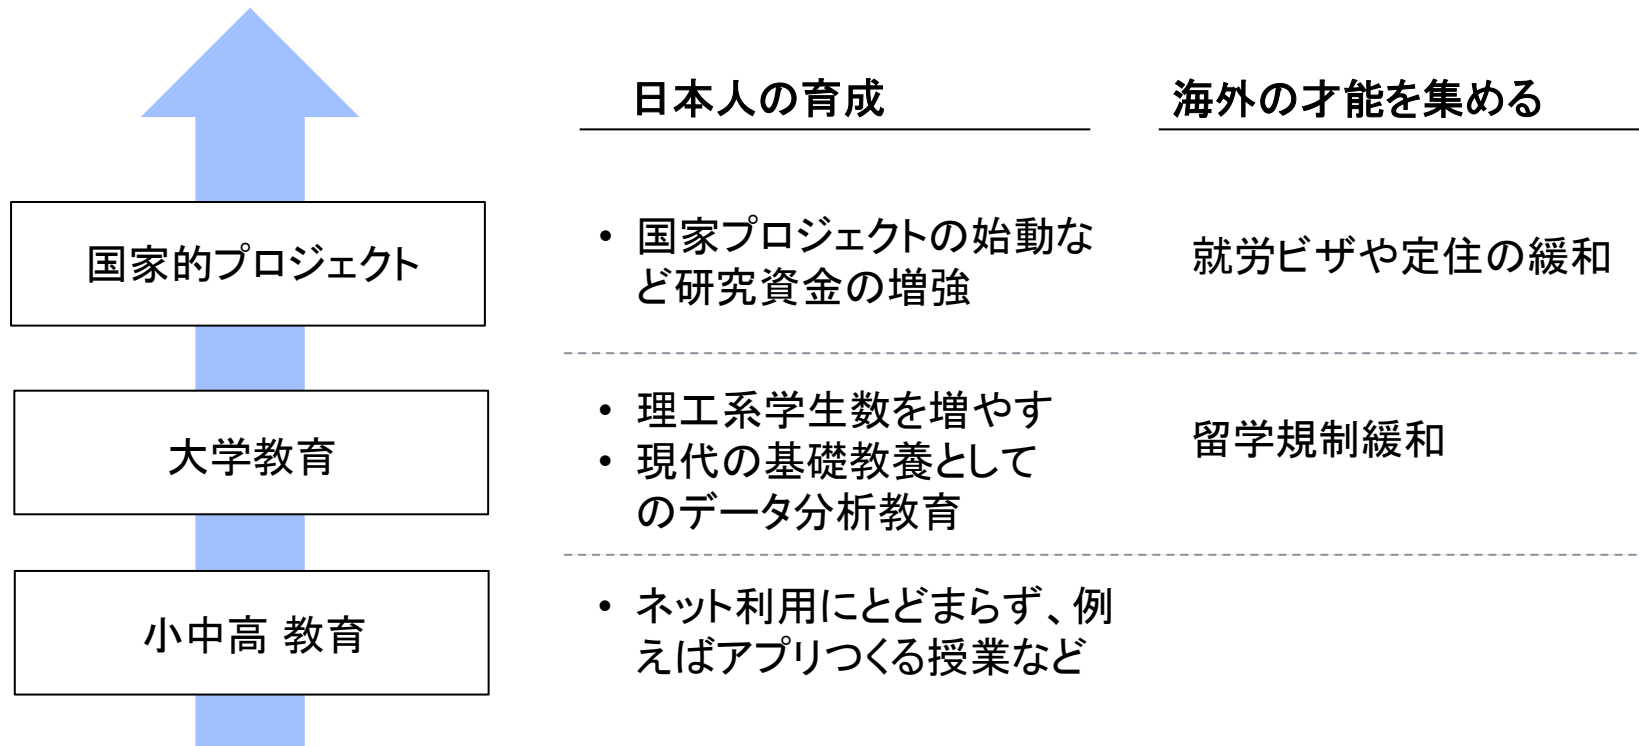 日本人の育成
海外の才能を集める
国家的プロジェクト
• 国家プロジェクトの始動な
ど研究資金の増強
就労ビザや定住の緩和
大学教育
• 理工系学生数を増やす
• 現代の基礎教養として
のデータ分析教育
留学規制緩和
小中高 教育
• ネット利用にとどまらず、例
えばアプリつくる授業など